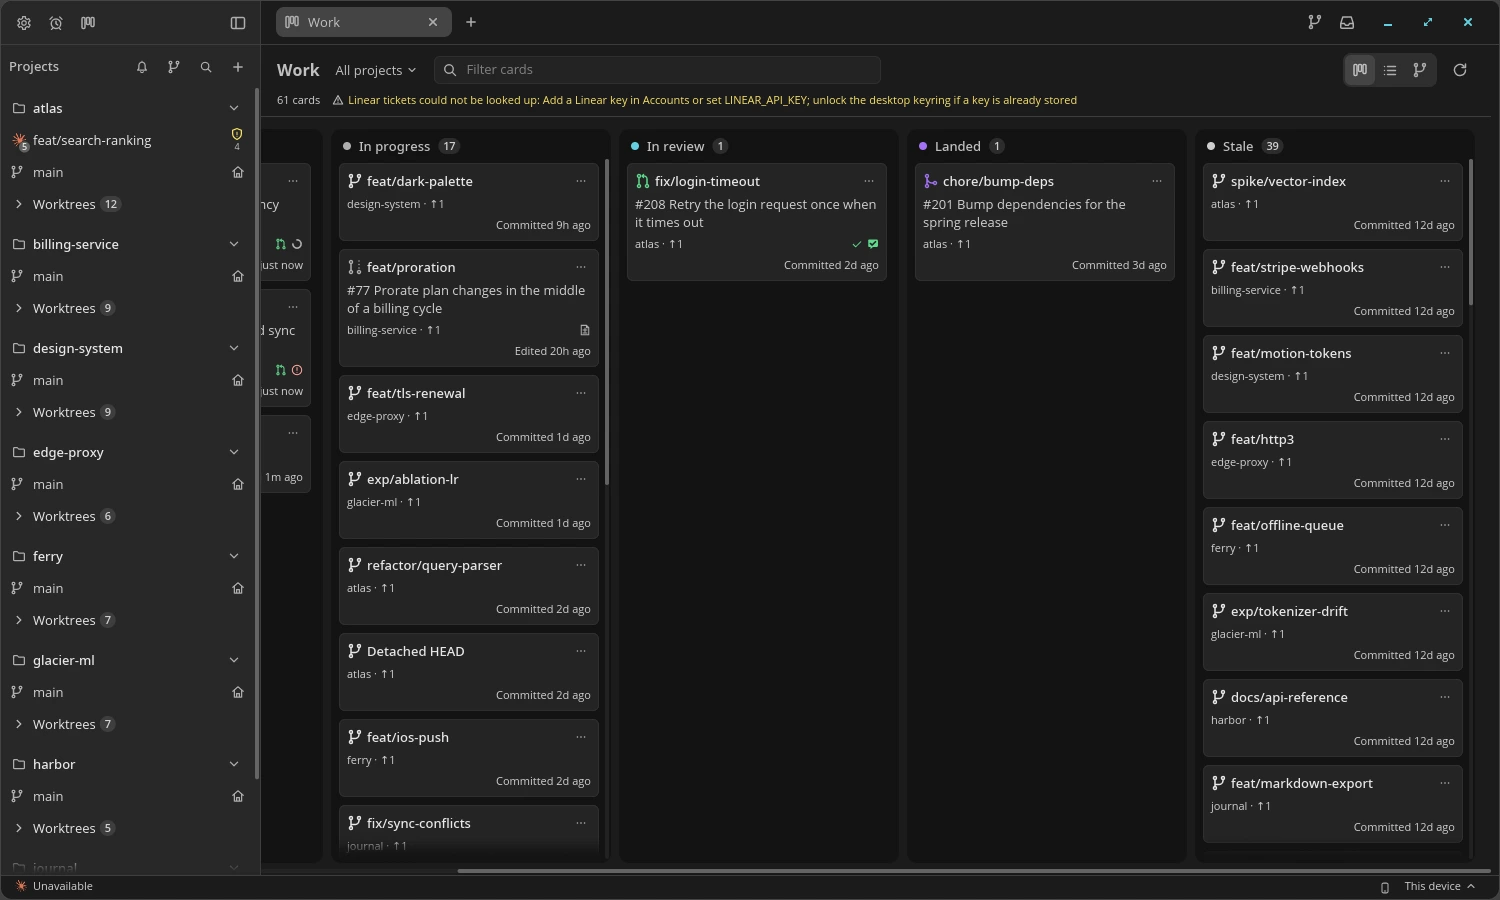 Work
Projects
atlas
feat/search-ranking
5
4
main
Worktrees 12
billing-service
main
Worktrees 9
design-system
main
Worktrees 9
edge-proxy
main
Worktrees 6
ferry
main
Worktrees 7
glacier-ml
main
Worktrees 7
harbor
main
Worktrees 5
journal
Work All projects Filter cards
61 cards Linear tickets could not be looked up: Add a Linear key in Accounts or set LINEAR_API_KEY; unlock the desktop keyring if a key is already stored
ncy
just now
d sync
just now
1m ago
In progress 17
feat/dark-palette
design-system · ↑1
Committed 9h ago
feat/proration
#77 Prorate plan changes in the middle
of a billing cycle
billing-service · ↑1
Edited 20h ago
feat/tls-renewal
edge-proxy · ↑1
Committed 1d ago
exp/ablation-lr
glacier-ml · ↑1
Committed 1d ago
refactor/query-parser
atlas · ↑1
Committed 2d ago
Detached HEAD
atlas · ↑1
Committed 2d ago
feat/ios-push
ferry · ↑1
Committed 2d ago
fix/sync-conflicts
journal · ↑1
In review 1
fix/login-timeout
#208 Retry the login request once when
it times out
atlas · ↑1
Committed 2d ago
Landed 1
chore/bump-deps
#201 Bump dependencies for the
spring release
atlas · ↑1
Committed 3d ago
Stale 39
spike/vector-index
atlas · ↑1
Committed 12d ago
feat/stripe-webhooks
billing-service · ↑1
Committed 12d ago
feat/motion-tokens
design-system · ↑1
Committed 12d ago
feat/http3
edge-proxy · ↑1
Committed 12d ago
feat/offline-queue
ferry · ↑1
Committed 12d ago
exp/tokenizer-drift
glacier-ml · ↑1
Committed 12d ago
docs/api-reference
harbor · ↑1
Committed 12d ago
feat/markdown-export
journal · ↑1
Committed 12d ago
Unavailable
This device